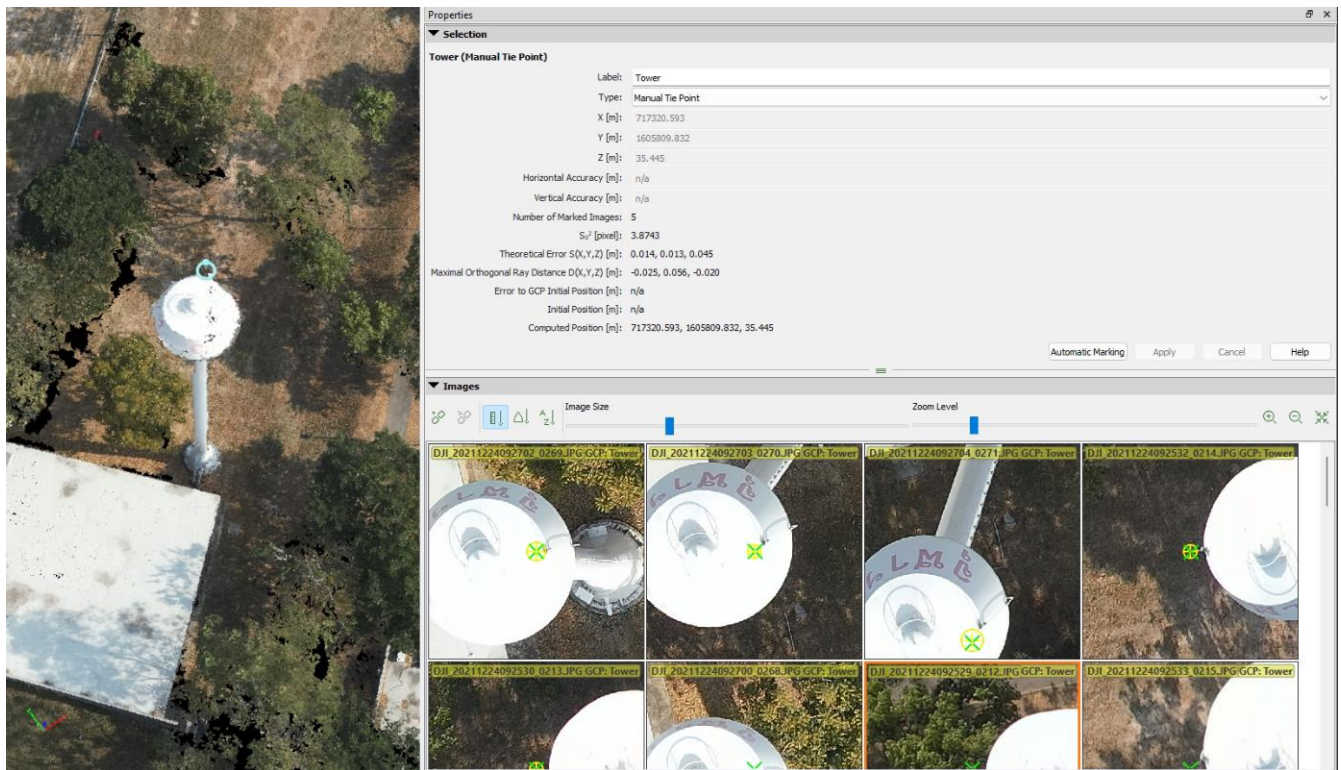 Properties
Selection
Tower (Manual Tie Point)
Label: Tower
Type: Manual Tie Point
X [m]: 717320.593
Y [m]: 1605809.832
Z [m]: 35.445
Horizontal Accuracy [m]: n/a
Vertical Accuracy [m]: n/a
Number of Marked Images: 5
S₀² [pixel]: 3.8743
Theoretical Error S(X,Y,Z) [m]: 0.014, 0.013, 0.045
Maximal Orthogonal Ray Distance D(X,Y,Z) [m]: -0.025, 0.056, -0.020
Error to GCP Initial Position [m]: n/a
Initial Position [m]: n/a
Computed Position [m]: 717320.593, 1605809.832, 35.445
Automatic Marking Apply Cancel Help
Images
Image Size Zoom Level
DJI_20211224092702_0269.JPG GCP: Tower
DJI_20211224092703_0270.JPG GCP: Tower
DJI_20211224092704_0271.JPG GCP: Tower
DJI_20211224092532_0214.JPG GCP: Tower
DJI_20211224092530_0213.JPG GCP: Tower
DJI_20211224092700_0268.JPG GCP: Tower
DJI_20211224092529_0212.JPG GCP: Tower
DJI_20211224092533_0215.JPG GCP: Tower